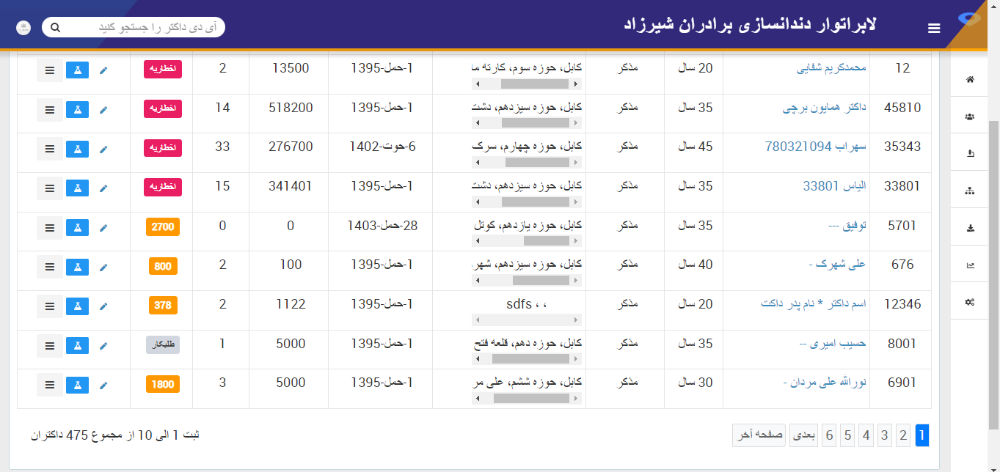 لابراتوار دندانسازی برادران شیرزاد
آی دی داکتر را جستجو کنید
12 محمدکریم شفایی 20 سال مذکر کابل، حوزه سوم، کارته ما 1-حمل-1395 13500 2 اخطاریه
45810 داکتر همایون برچی 35 سال مذکر کابل، حوزه سیزدهم، دشت 1-حمل-1395 518200 14 اخطاریه
35343 سهراب 780321094 45 سال مذکر کابل، حوزه چهارم، سرک 6-حوت-1402 276700 33 اخطاریه
33801 الیاس 33801 35 سال مذکر کابل، حوزه سیزدهم، دشت 1-حمل-1395 341401 15 اخطاریه
5701 توفیق --- 35 سال مذکر کابل، حوزه یازدهم، کوتل 28-حمل-1403 0 0 2700
676 علی شهرک - 40 سال مذکر کابل، حوزه سیزدهم، شهر 1-حمل-1395 100 2 800
12346 اسم داکتر * نام پدر داکت 20 سال مذکر ، ، sdfs 1-حمل-1395 1122 2 378
8001 حسیب امیری -- 35 سال مذکر کابل، حوزه دهم، قلعه فتح 1-حمل-1395 5000 1 طلبکار
6901 نورالله علی مردان - 30 سال مذکر کابل، حوزه ششم، علی مر 1-حمل-1395 5000 3 1800
1 2 3 4 5 6 بعدی صفحه آخر
ثبت 1 الی 10 از مجموع 475 داکتران